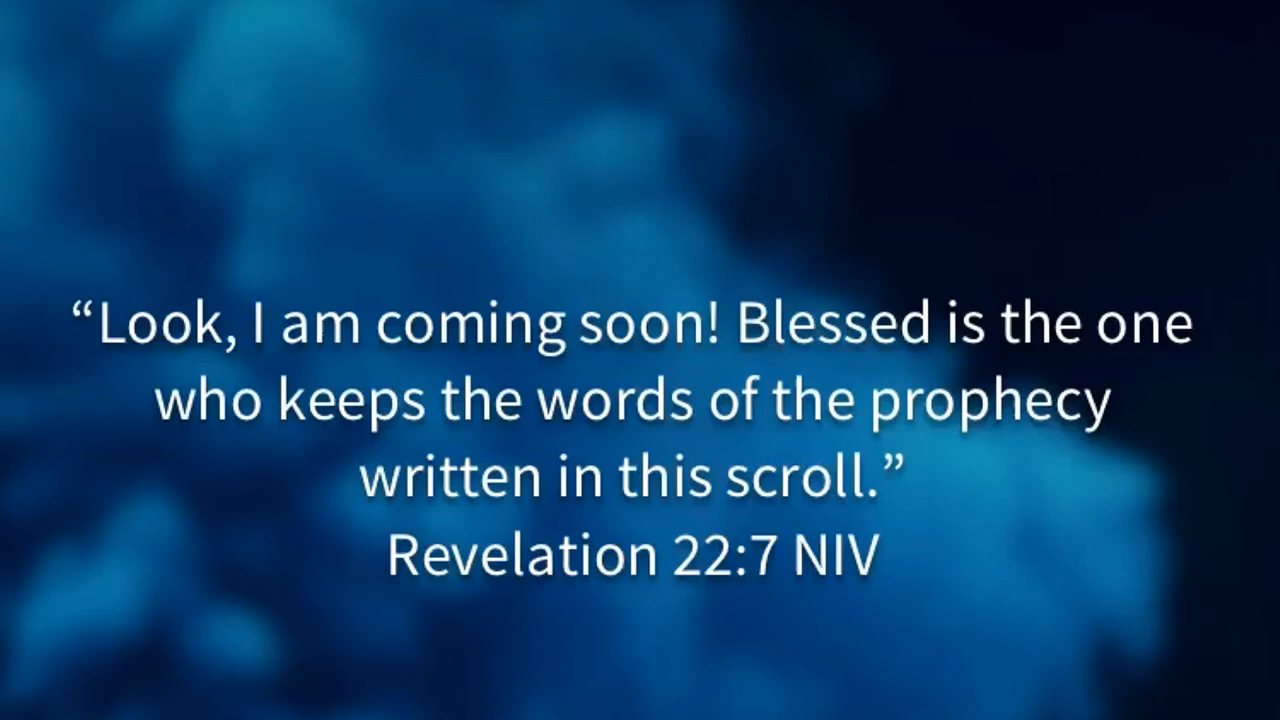 “Look, I am coming soon! Blessed is the one
who keeps the words of the prophecy
written in this scroll.”
Revelation 22:7 NIV